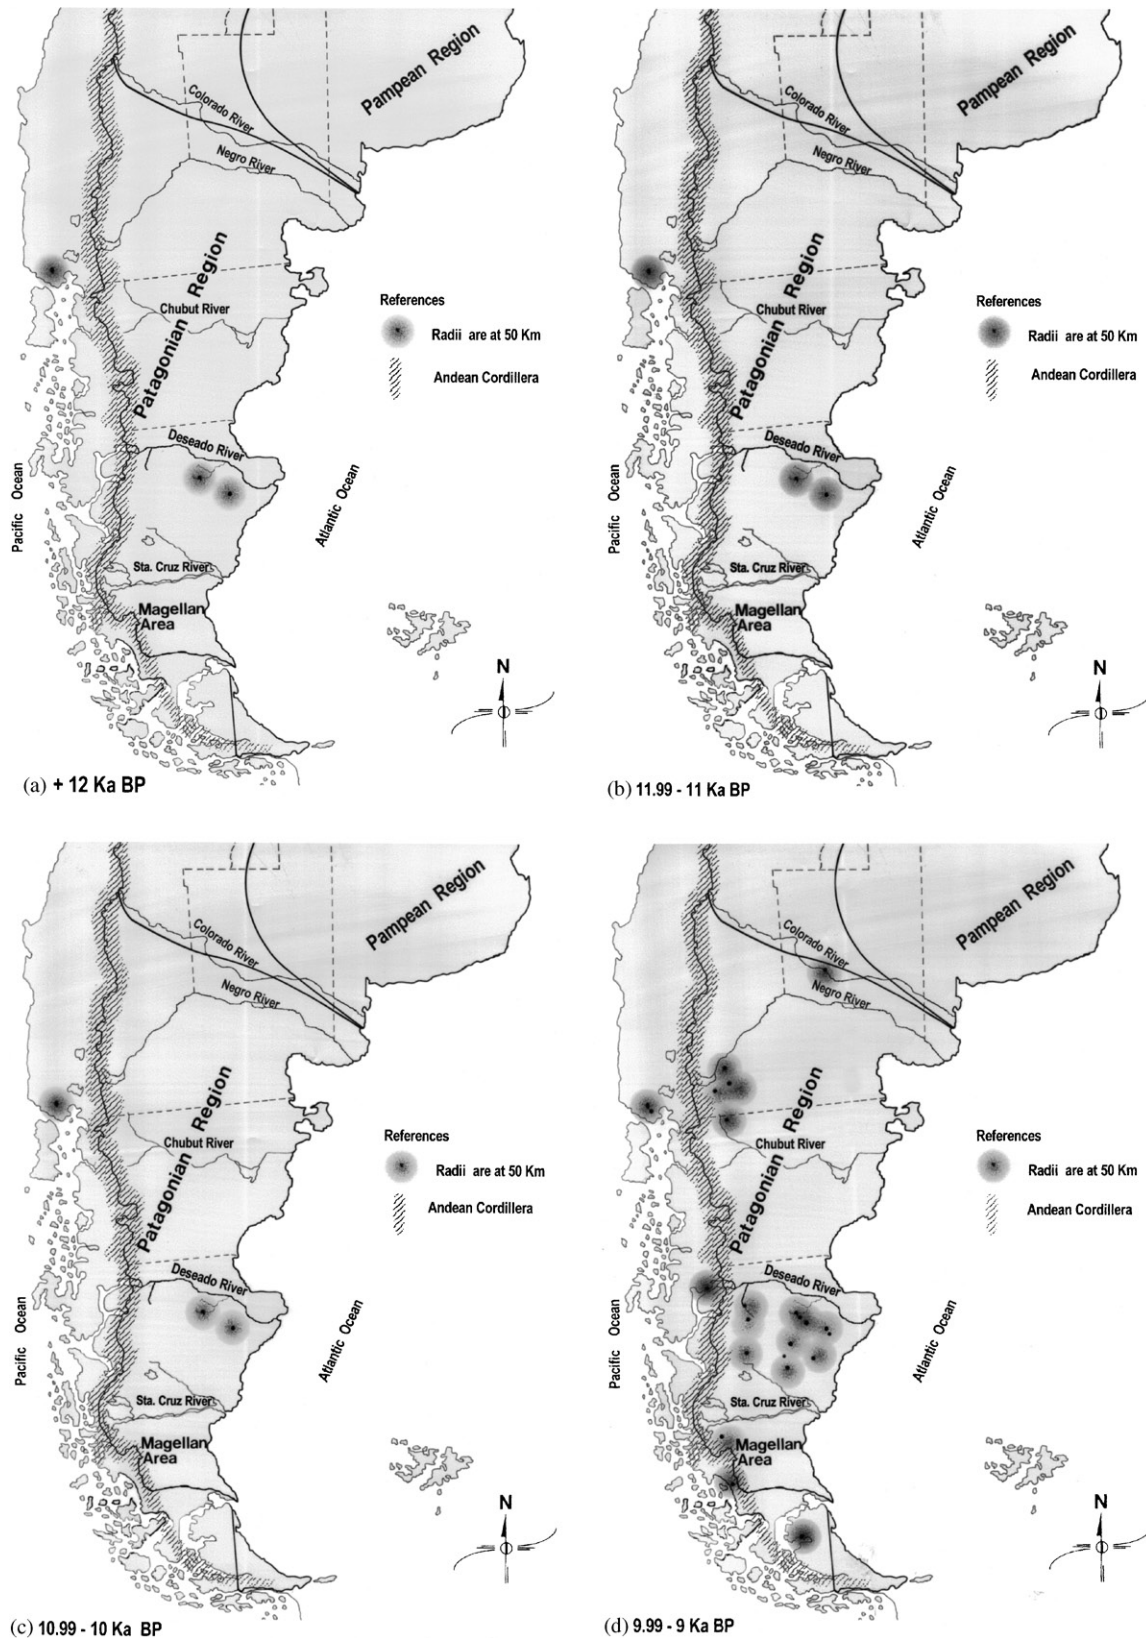 Pampean Region
Colorado River
Negro River
Patagonian Region
Chubut River
References
Radii are at 50 Km
Andean Cordillera
Deseado River
Pacific Ocean
Atlantic Ocean
Sta. Cruz River
Magellan
Area
N
(a) + 12 Ka BP
Pampean Region
Colorado River
Negro River
Patagonian Region
Chubut River
References
Radii are at 50 Km
Andean Cordillera
Deseado River
Pacific Ocean
Atlantic Ocean
Sta. Cruz River
Magellan
Area
N
(b) 11.99 - 11 Ka BP
Pampean Region
Colorado River
Negro River
Patagonian Region
Chubut River
References
Radii are at 50 Km
Andean Cordillera
Deseado River
Pacific Ocean
Atlantic Ocean
Sta. Cruz River
Magellan
Area
N
(c) 10.99 - 10 Ka BP
Pampean Region
Colorado River
Negro River
Patagonian Region
Chubut River
References
Radii are at 50 Km
Andean Cordillera
Deseado River
Pacific Ocean
Atlantic Ocean
Sta. Cruz River
Magellan
Area
N
(d) 9.99 - 9 Ka BP